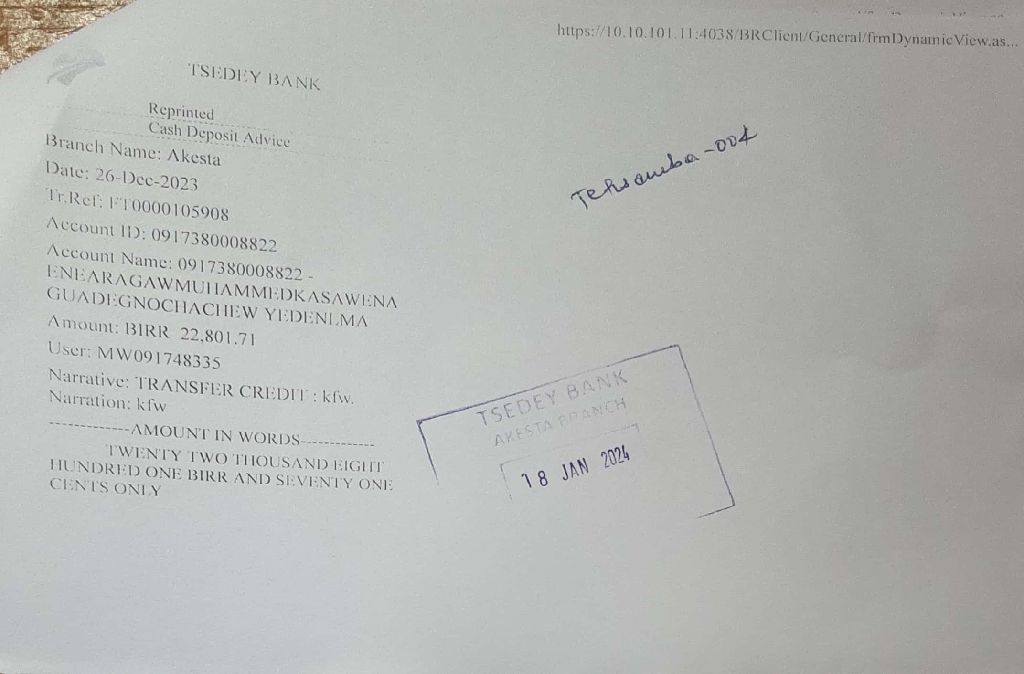 https://10.10.101.11:4038/BRClient/General/frmDynamicView.as...
TSEDEY BANK
Reprinted
Cash Deposit Advice
Branch Name: Akesta
Date: 26-Dec-2023
Tr.Ref: FT0000105908
Account ID: 0917380008822
Account Name: 0917380008822 -
ENEARAGAWMUHAMMEDKASAWENA
GUADEGNOCHACHEW YEDENLMA
Amount: BIRR 22,801.71
User: MW091748335
Narrative: TRANSFER CREDIT : kfw.
Narration: kfw
-------------AMOUNT IN WORDS-------------
TWENTY TWO THOUSAND EIGHT
HUNDRED ONE BIRR AND SEVENTY ONE
CENTS ONLY
TSEDEY BANK
AKESTA BRANCH
18 JAN 2024